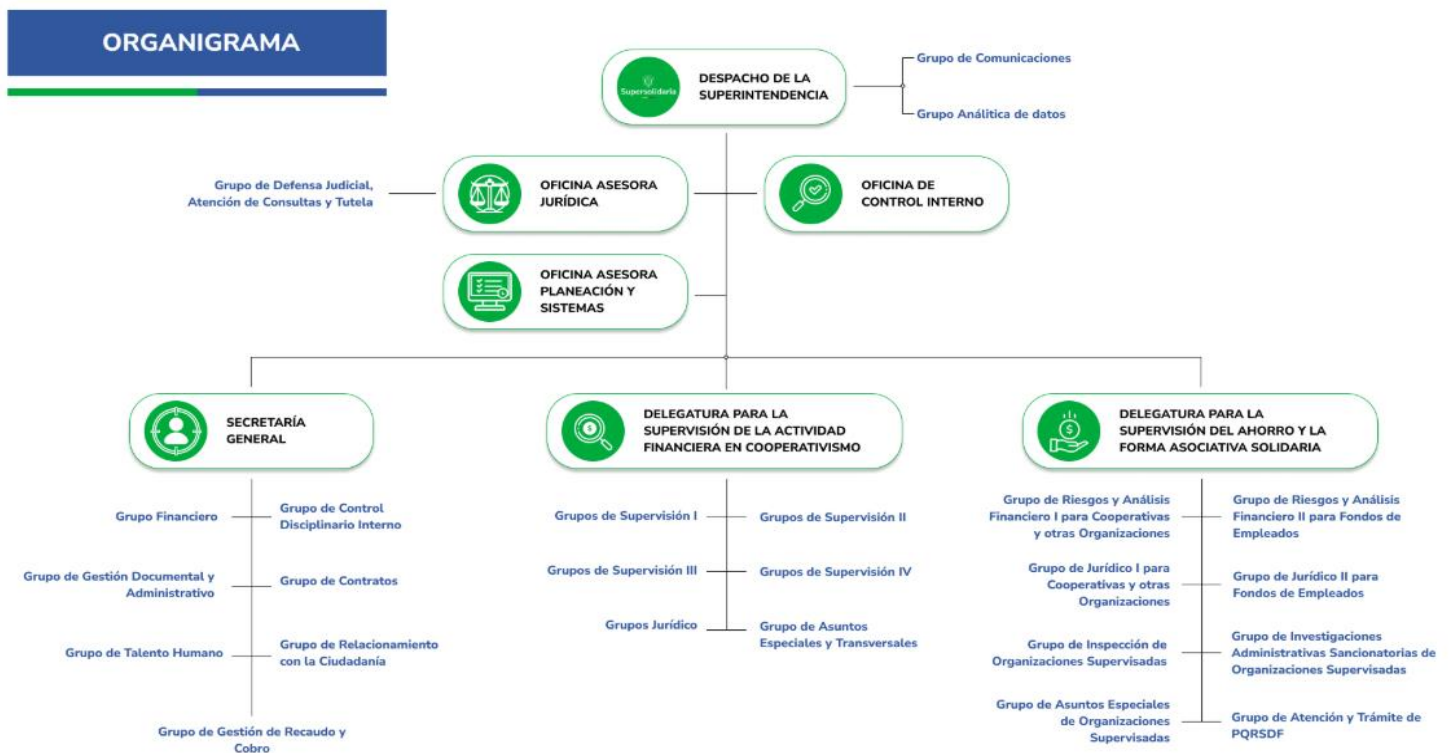 ORGANIGRAMA
Supersolidaria
DESPACHO DE LA
SUPERINTENDENCIA
Grupo de Comunicaciones
Grupo Análitica de datos
Grupo de Defensa Judicial,
Atención de Consultas y Tutela
OFICINA ASESORA
JURÍDICA
OFICINA DE
CONTROL INTERNO
OFICINA ASESORA
PLANEACIÓN Y
SISTEMAS
SECRETARÍA
GENERAL
Grupo Financiero
Grupo de Control
Disciplinario Interno
Grupo de Gestión Documental y
Administrativo
Grupo de Contratos
Grupo de Talento Humano
Grupo de Relacionamiento
con la Ciudadanía
Grupo de Gestión de Recaudo y
Cobro
DELEGATURA PARA LA
SUPERVISIÓN DE LA ACTIVIDAD
FINANCIERA EN COOPERATIVISMO
Grupos de Supervisión I
Grupos de Supervisión II
Grupos de Supervisión III
Grupos de Supervisión IV
Grupos Jurídico
Grupo de Asuntos
Especiales y Transversales
DELEGATURA PARA LA
SUPERVISIÓN DEL AHORRO Y LA
FORMA ASOCIATIVA SOLIDARIA
Grupo de Riesgos y Análisis
Financiero I para Cooperativas
y otras Organizaciones
Grupo de Riesgos y Análisis
Financiero II para Fondos de
Empleados
Grupo de Jurídico I para
Cooperativas y otras
Organizaciones
Grupo de Jurídico II para
Fondos de Empleados
Grupo de Inspección de
Organizaciones Supervisadas
Grupo de Investigaciones
Administrativas Sancionatorias de
Organizaciones Supervisadas
Grupo de Asuntos Especiales
de Organizaciones
Supervisadas
Grupo de Atención y Trámite de
PQRSDF